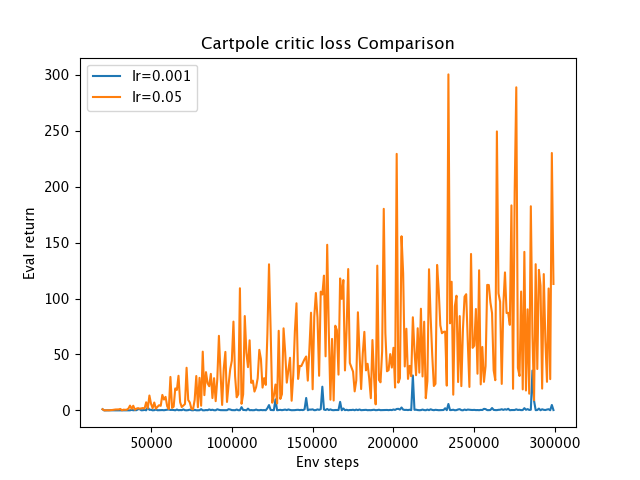 Cartpole critic loss Comparison
lr=0.001
lr=0.05
300
250
200
150
100
50
0
Eval return
50000 100000 150000 200000 250000 300000
Env steps